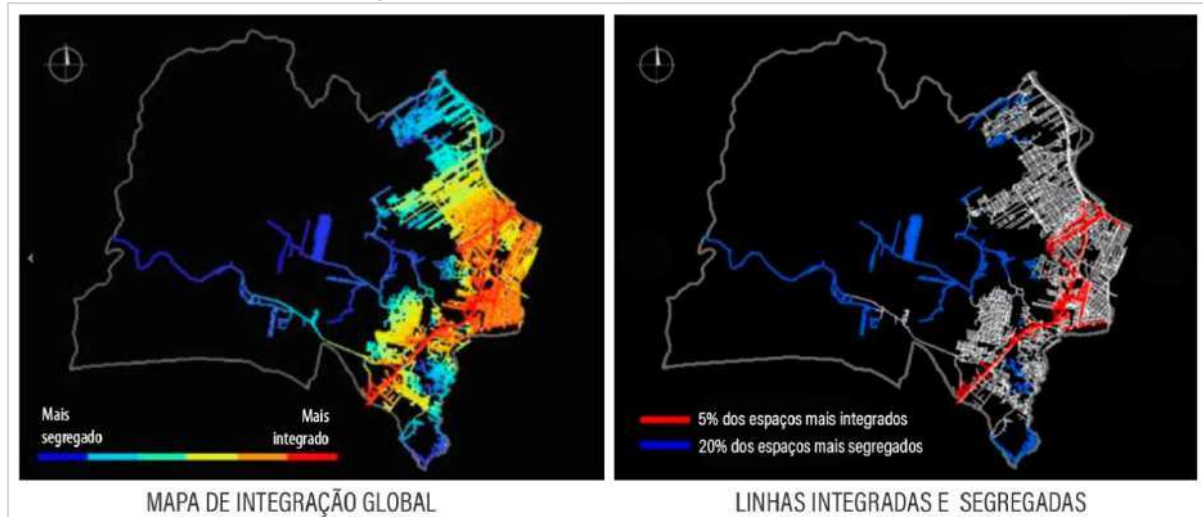 Mais
segregado
Mais
integrado
5% dos espaços mais integrados
20% dos espaços mais segregados
MAPA DE INTEGRAÇÃO GLOBAL
LINHAS INTEGRADAS E SEGREGADAS